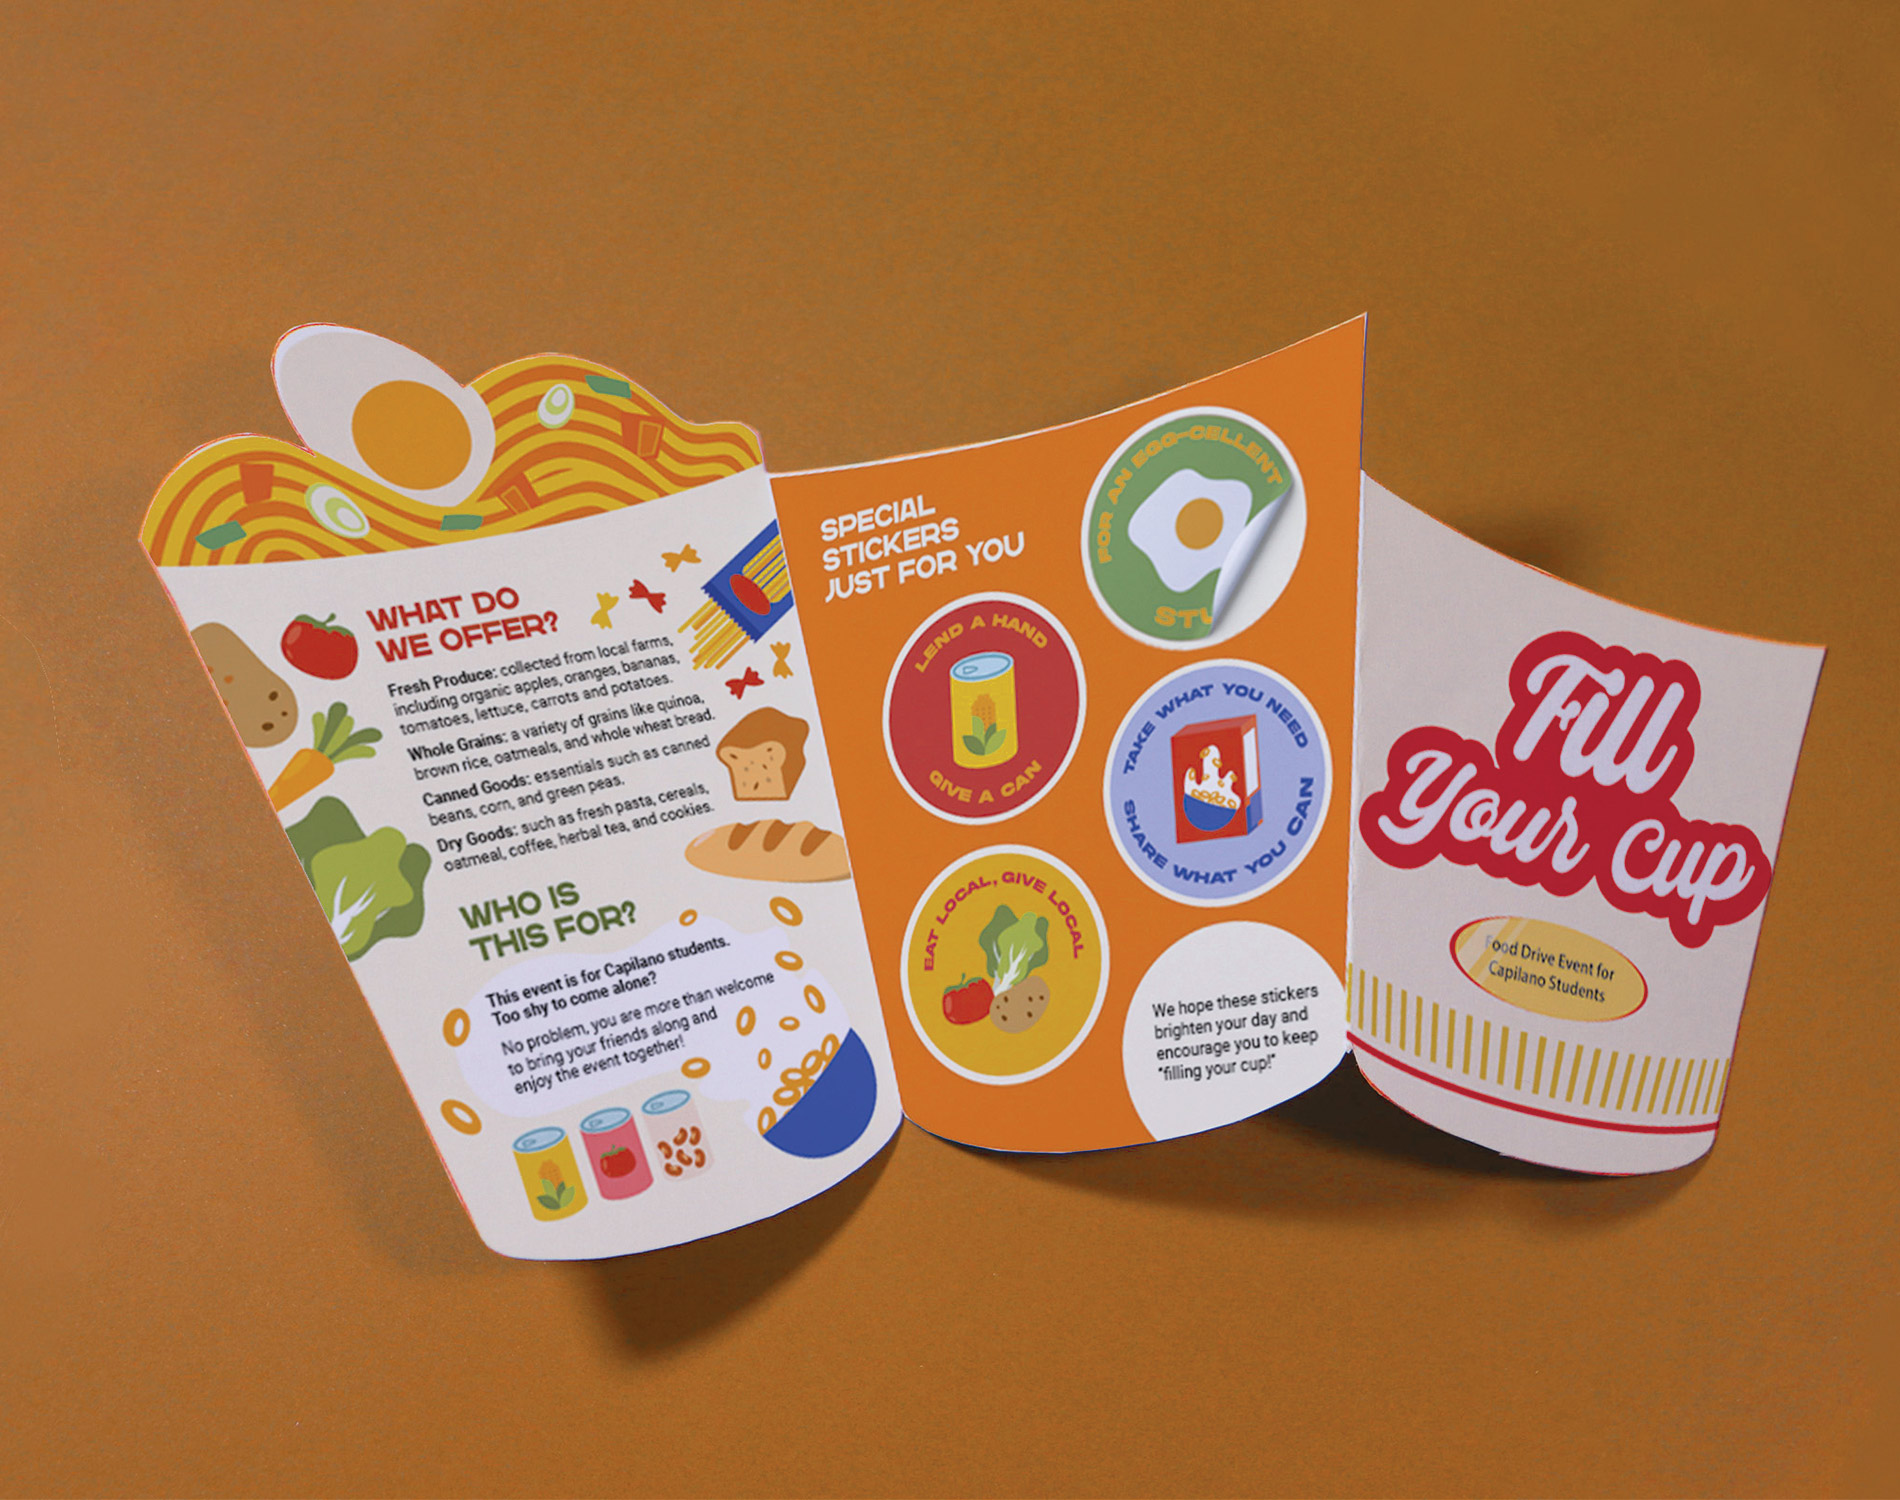 WHAT DO
WE OFFER?
Fresh Produce: collected from local farms,
including organic apples, oranges, bananas,
tomatoes, lettuce, carrots and potatoes.
Whole Grains: a variety of grains like quinoa,
brown rice, oatmeals, and whole wheat bread.
Canned Goods: essentials such as canned
beans, corn, and green peas.
Dry Goods: such as fresh pasta, cereals,
oatmeal, coffee, herbal tea, and cookies.
WHO IS
THIS FOR?
This event is for Capilano students.
Too shy to come alone?
No problem, you are more than welcome
to bring your friends along and
enjoy the event together!
SPECIAL
STICKERS
JUST FOR YOU
FOR AN EGG-CELLENT
LEND A HAND
GIVE A CAN
TAKE WHAT YOU NEED
SHARE WHAT YOU CAN
EAT LOCAL, GIVE LOCAL
We hope these stickers
brighten your day and
encourage you to keep
"filling your cup!"
Fill
Your Cup
Food Drive Event for
Capilano Students